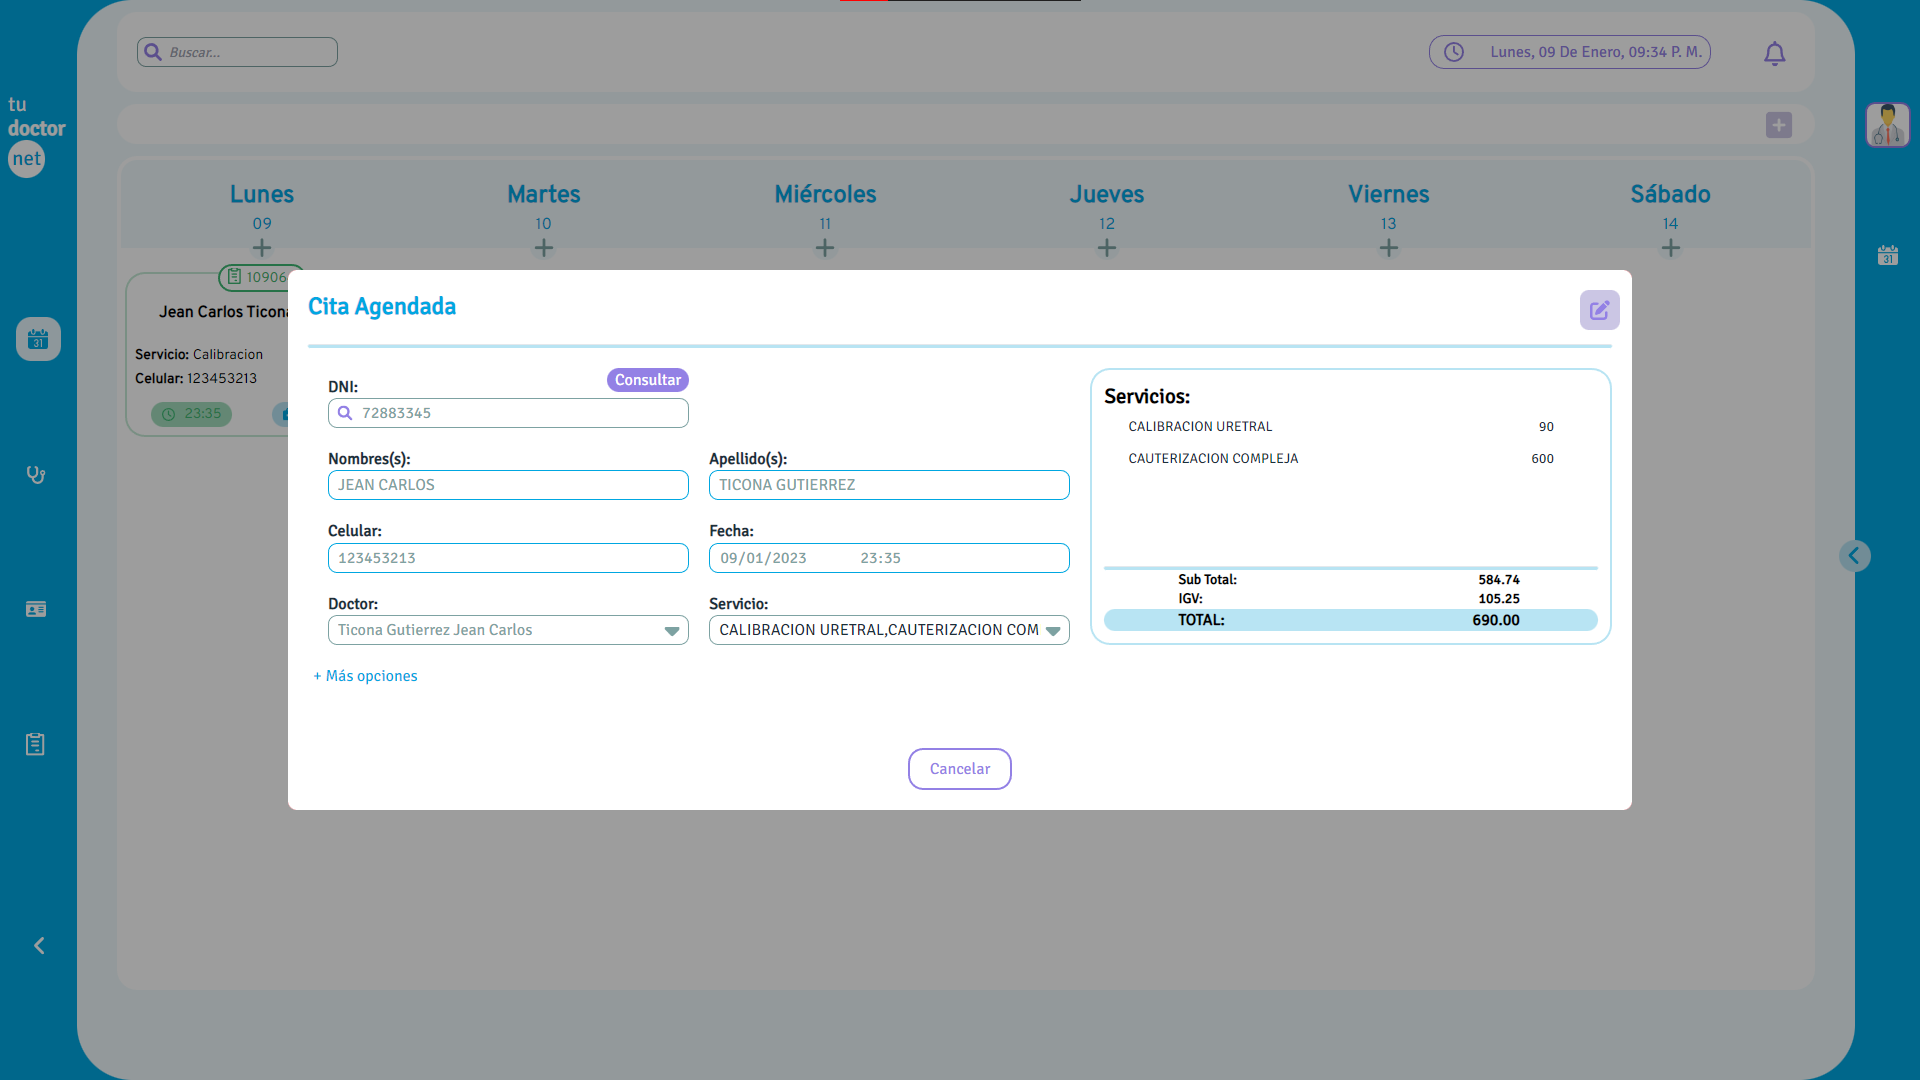 Buscar...
Lunes, 09 De Enero, 09:34 P. M.
tu
doctor
net
Lunes
Martes
Miércoles
Jueves
Viernes
Sábado
09
10
11
12
13
14
31
31
10906
Jean Carlos Ticona
Servicio: Calibracion
Celular: 123453213
23:35
Cita Agendada
DNI:
Consultar
72883345
Nombres(s):
Apellido(s):
JEAN CARLOS
TICONA GUTIERREZ
Celular:
Fecha:
123453213
09/01/2023 23:35
Doctor:
Servicio:
Ticona Gutierrez Jean Carlos
CALIBRACION URETRAL,CAUTERIZACION COM
+ Más opciones
Servicios:
CALIBRACION URETRAL 90
CAUTERIZACION COMPLEJA 600
Sub Total: 584.74
IGV: 105.25
TOTAL: 690.00
Cancelar